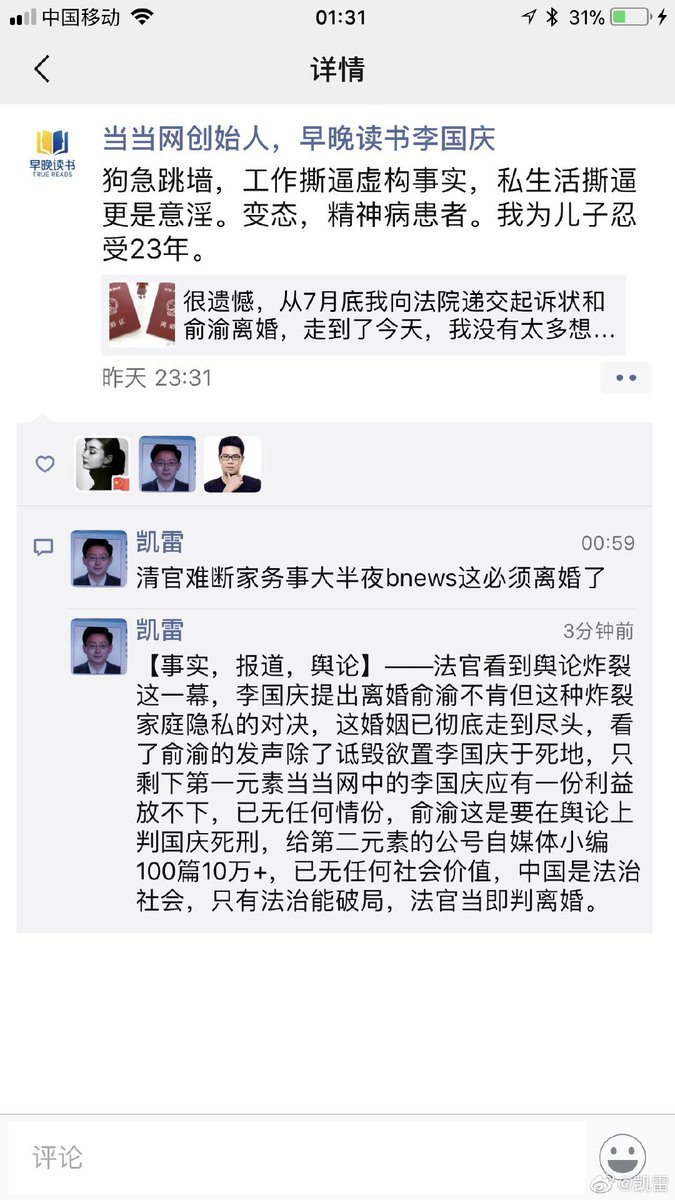 中国移动
01:31
31%
详情
早晚读书
TRUE READS
当当网创始人，早晚读书李国庆
狗急跳墙，工作撕逼虚构事实，私生活撕逼
更是意淫。变态，精神病患者。我为儿子忍
受23年。
很遗憾，从7月底我向法院递交起诉状和
俞渝离婚，走到了今天，我没有太多想...
昨天 23:31
凯雷
00:59
清官难断家务事大半夜bnews这必须离婚了
凯雷
3分钟前
【事实，报道，舆论】——法官看到舆论炸裂
这一幕，李国庆提出离婚俞渝不肯但这种炸裂
家庭隐私的对决，这婚姻已彻底走到尽头，看
了俞渝的发声除了诋毁欲置李国庆于死地，只
剩下第一元素当当网中的李国庆应有一份利益
放不下，已无任何情份，俞渝这是要在舆论上
判国庆死刑，给第二元素的公号自媒体小编
100篇10万+，已无任何社会价值，中国是法治
社会，只有法治能破局，法官当即判离婚。
评论
@凯雷